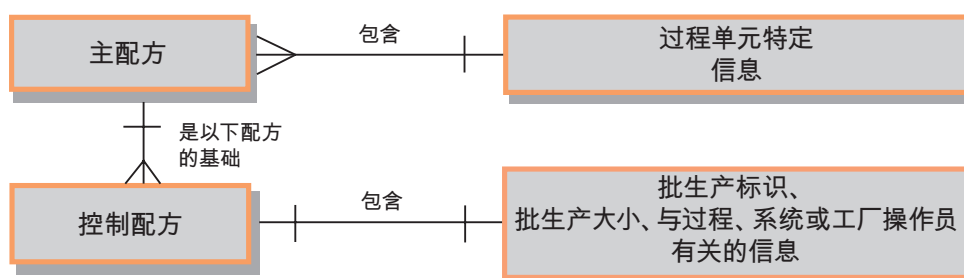 主配方
包含
过程单元特定
信息
是以下配方
的基础
控制配方
包含
批生产标识、
批生产大小、与过程、系统或工厂操作员
有关的信息